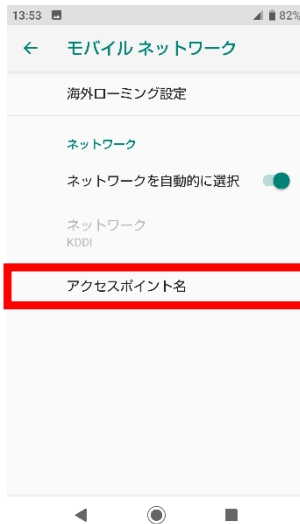 13:53 82%
モバイル ネットワーク
海外ローミング設定
ネットワーク
ネットワークを自動的に選択
ネットワーク
KDDI
アクセスポイント名